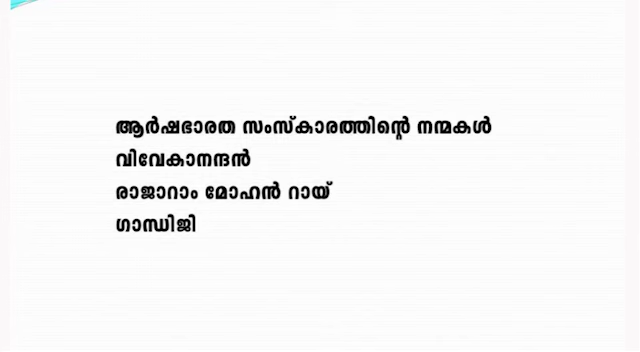 ആർഷഭാരത സംസ്കാരത്തിന്റെ നന്മകൾ
വിവേകാനന്ദൻ
രാജാറാം മോഹൻ റായ്
ഗാന്ധിജി